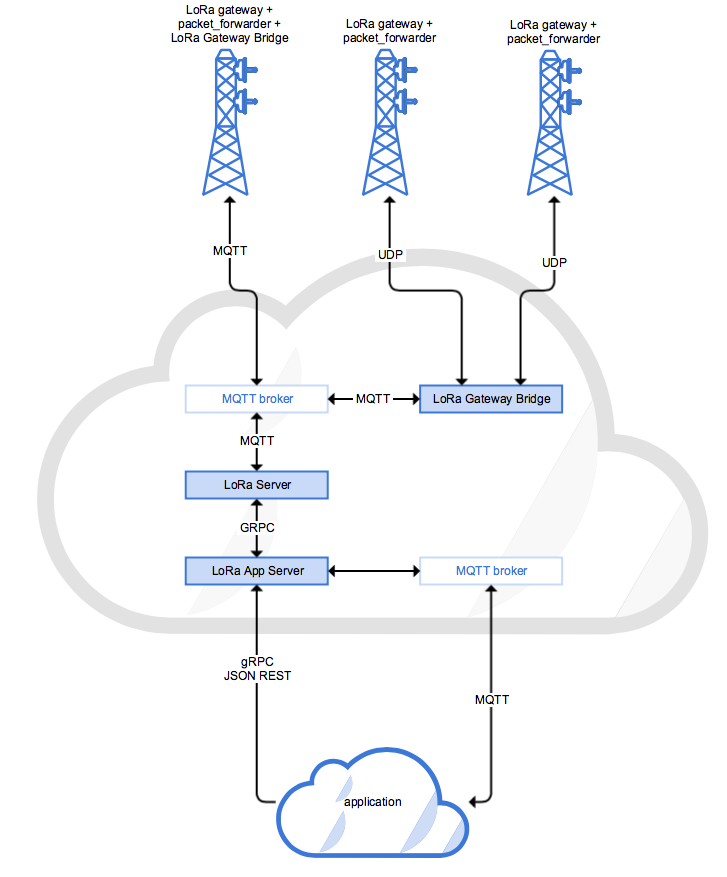 LoRa gateway +
packet_forwarder +
LoRa Gateway Bridge
LoRa gateway +
packet_forwarder
LoRa gateway +
packet_forwarder
MQTT
UDP
UDP
MQTT broker
MQTT
LoRa Gateway Bridge
MQTT
LoRa Server
GRPC
LoRa App Server
MQTT broker
gRPC
JSON REST
MQTT
application